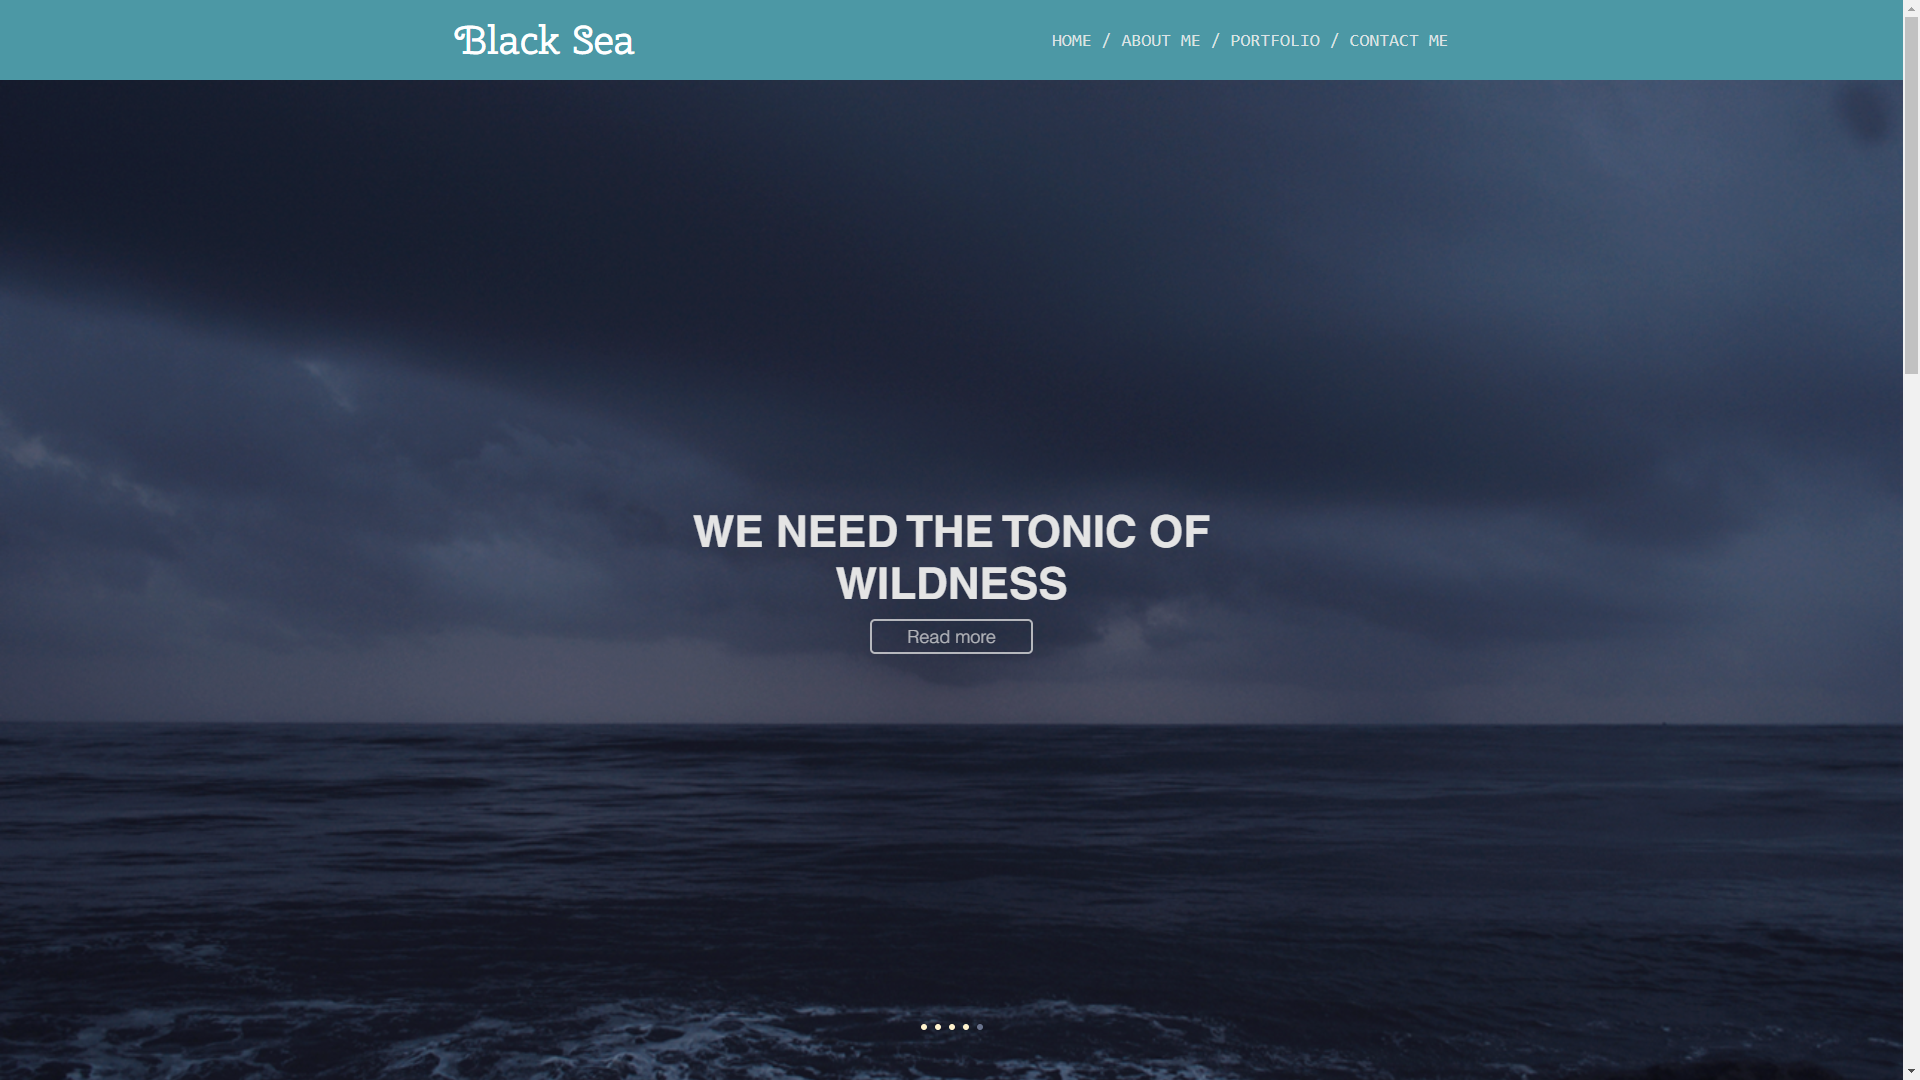 Black Sea
HOME / ABOUT ME / PORTFOLIO / CONTACT ME
WE NEED THE TONIC OF
WILDNESS
Read more